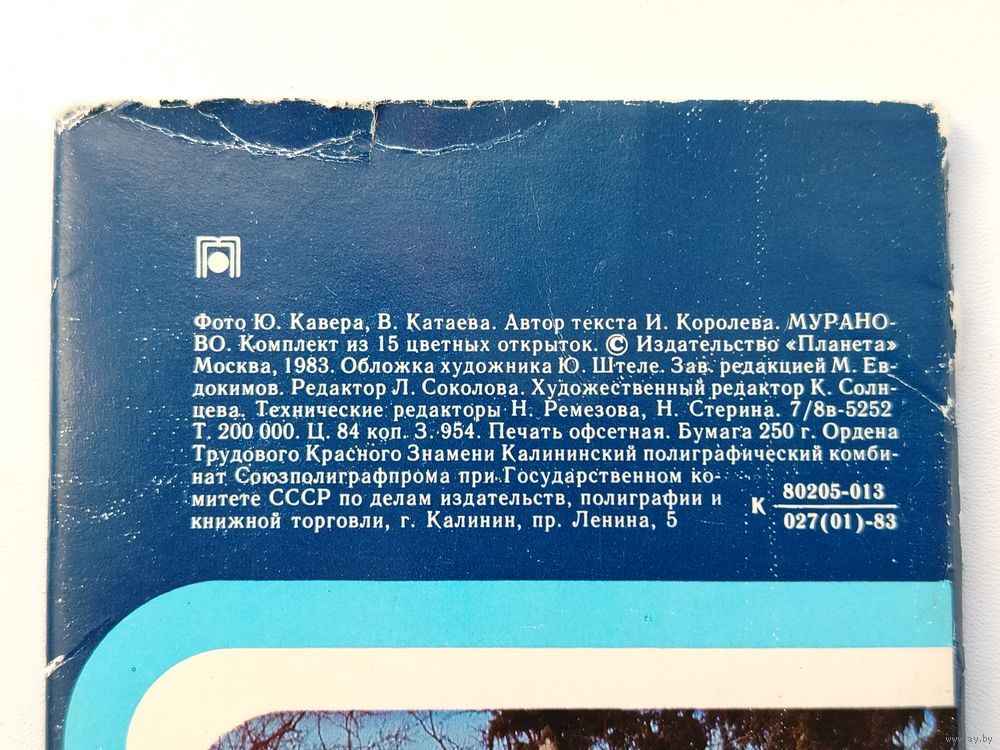 Фото Ю. Кавера, В. Катаева. Автор текста И. Королева. МУРАНО-
ВО. Комплект из 15 цветных открыток. © Издательство «Планета»
Москва, 1983. Обложка художника Ю. Штеле. Зав. редакцией М. Ев-
докимов. Редактор Л. Соколова. Художественный редактор К. Солн-
цева. Технические редакторы Н. Ремезова, Н. Стерина. 7/8в-5252
Т. 200 000. Ц. 84 коп. З. 954. Печать офсетная. Бумага 250 г. Ордена
Трудового Красного Знамени Калининский полиграфический комби-
нат Союзполиграфпрома при Государственном ко-
митете СССР по делам издательств, полиграфии и
книжной торговли, г. Калинин, пр. Ленина, 5
К 80205-013
027(01)-83
www.ay.by